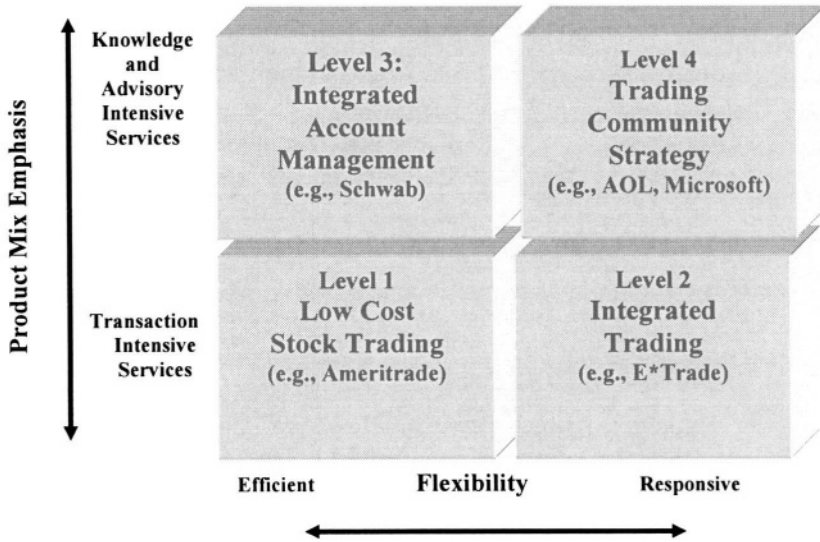 Product Mix Emphasis
Knowledge
and
Advisory
Intensive
Services
Level 3:
Integrated
Account
Management
(e.g., Schwab)
Level 4
Trading
Community
Strategy
(e.g., AOL, Microsoft)
Transaction
Intensive
Services
Level 1
Low Cost
Stock Trading
(e.g., Ameritrade)
Level 2
Integrated
Trading
(e.g., E*Trade)
Efficient
Flexibility
Responsive